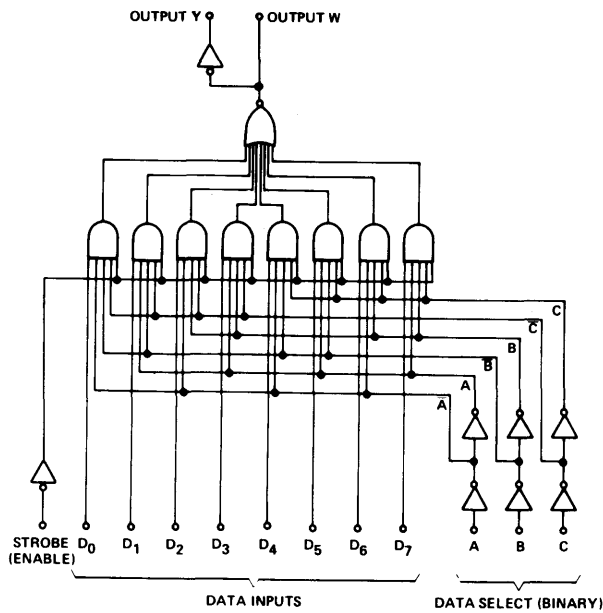 OUTPUT Y OUTPUT W
C
C̅
B
B̅
A
A̅
STROBE (ENABLE) D0 D1 D2 D3 D4 D5 D6 D7 A B C
DATA INPUTS DATA SELECT (BINARY)